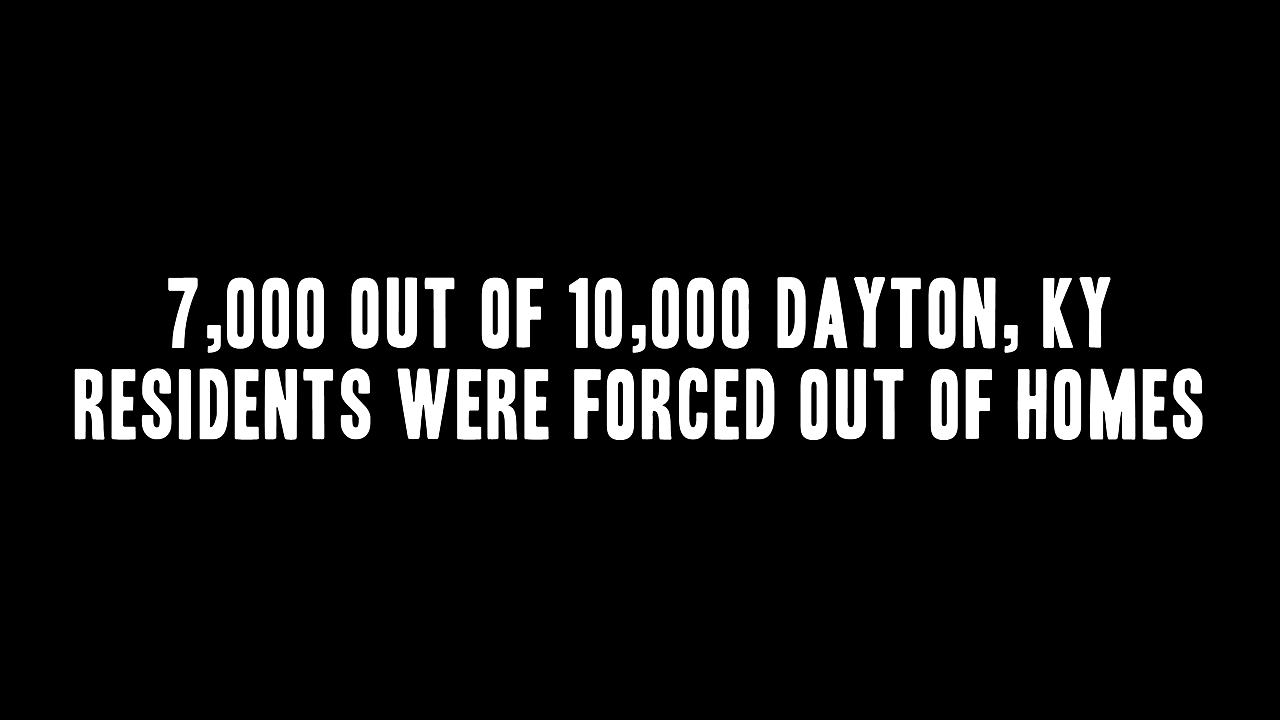 7,000 OUT OF 10,000 DAYTON, KY
RESIDENTS WERE FORCED OUT OF HOMES